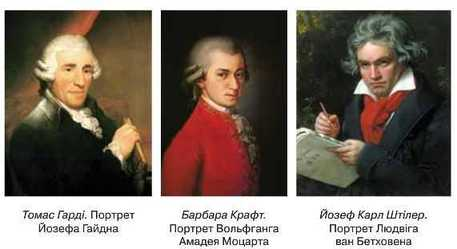 Томас Гарді. Портрет
Йозефа Гайдна
Барбара Крафт.
Портрет Вольфганга
Амадея Моцарта
Йозеф Карл Штілер.
Портрет Людвіга
ван Бетховена